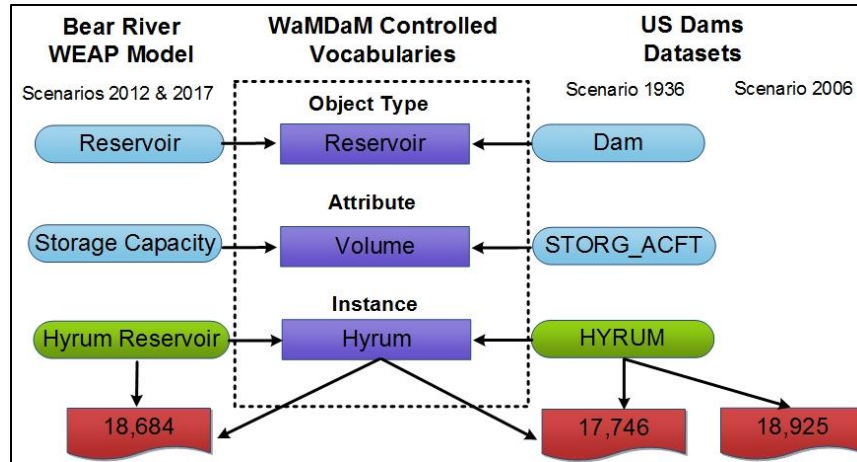 Bear River
WEAP Model
WaMDaM Controlled
Vocabularies
US Dams
Datasets
Scenarios 2012 & 2017
Scenario 1936
Scenario 2006
Object Type
Reservoir
Reservoir
Dam
Attribute
Storage Capacity
Volume
STORG_ACFT
Instance
Hyrum Reservoir
Hyrum
HYRUM
18,684
17,746
18,925